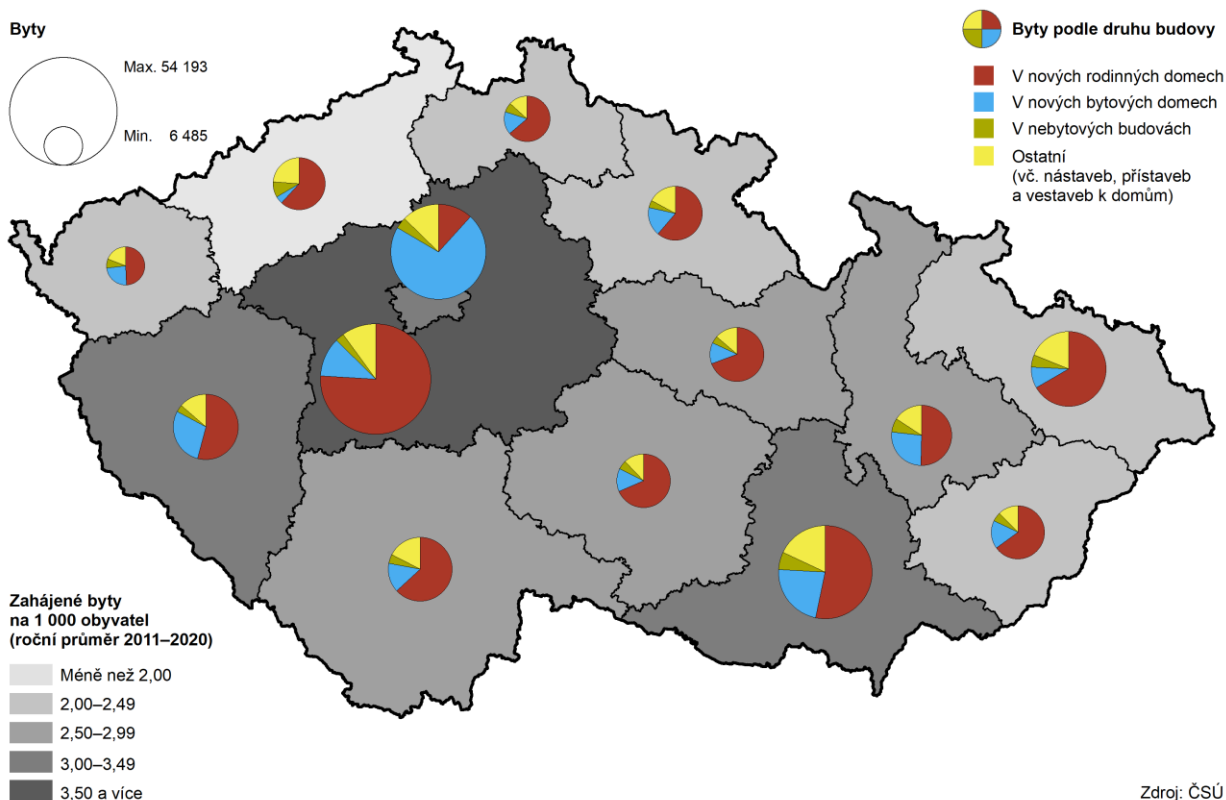 Byty
Max. 54 193
Min. 6 485
Byty podle druhu budovy
V nových rodinných domech
V nových bytových domech
V nebytových budovách
Ostatní
(vč. nástaveb, přístaveb
a vestaveb k domům)
Zahájené byty
na 1 000 obyvatel
(roční průměr 2011–2020)
Méně než 2,00
2,00–2,49
2,50–2,99
3,00–3,49
3,50 a více
Zdroj: ČSÚ